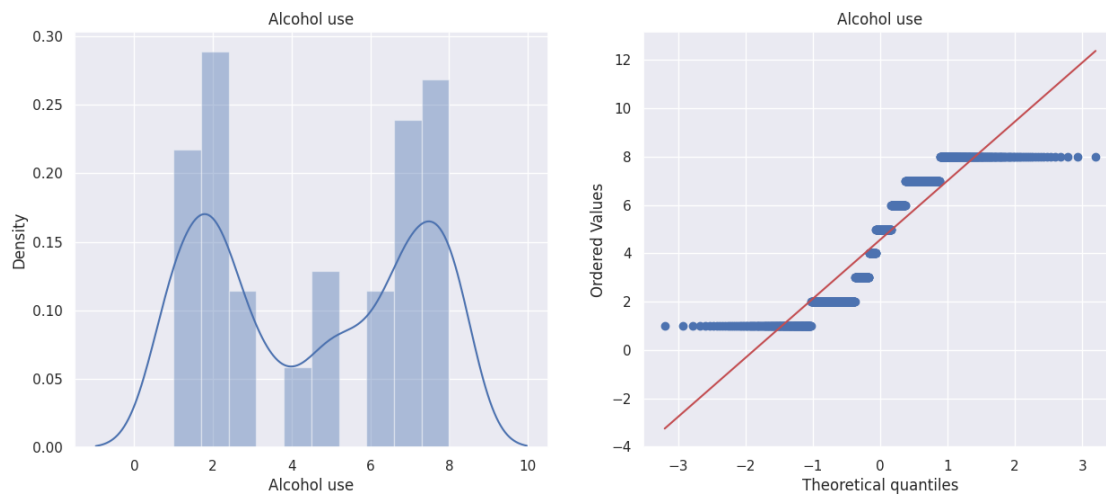 Alcohol use
0.30
0.25
0.20
0.15
0.10
0.05
0.00
Density
0 2 4 6 8 10
Alcohol use
Alcohol use
12
10
8
6
4
2
0
−2
−4
Ordered Values
−3 −2 −1 0 1 2 3
Theoretical quantiles